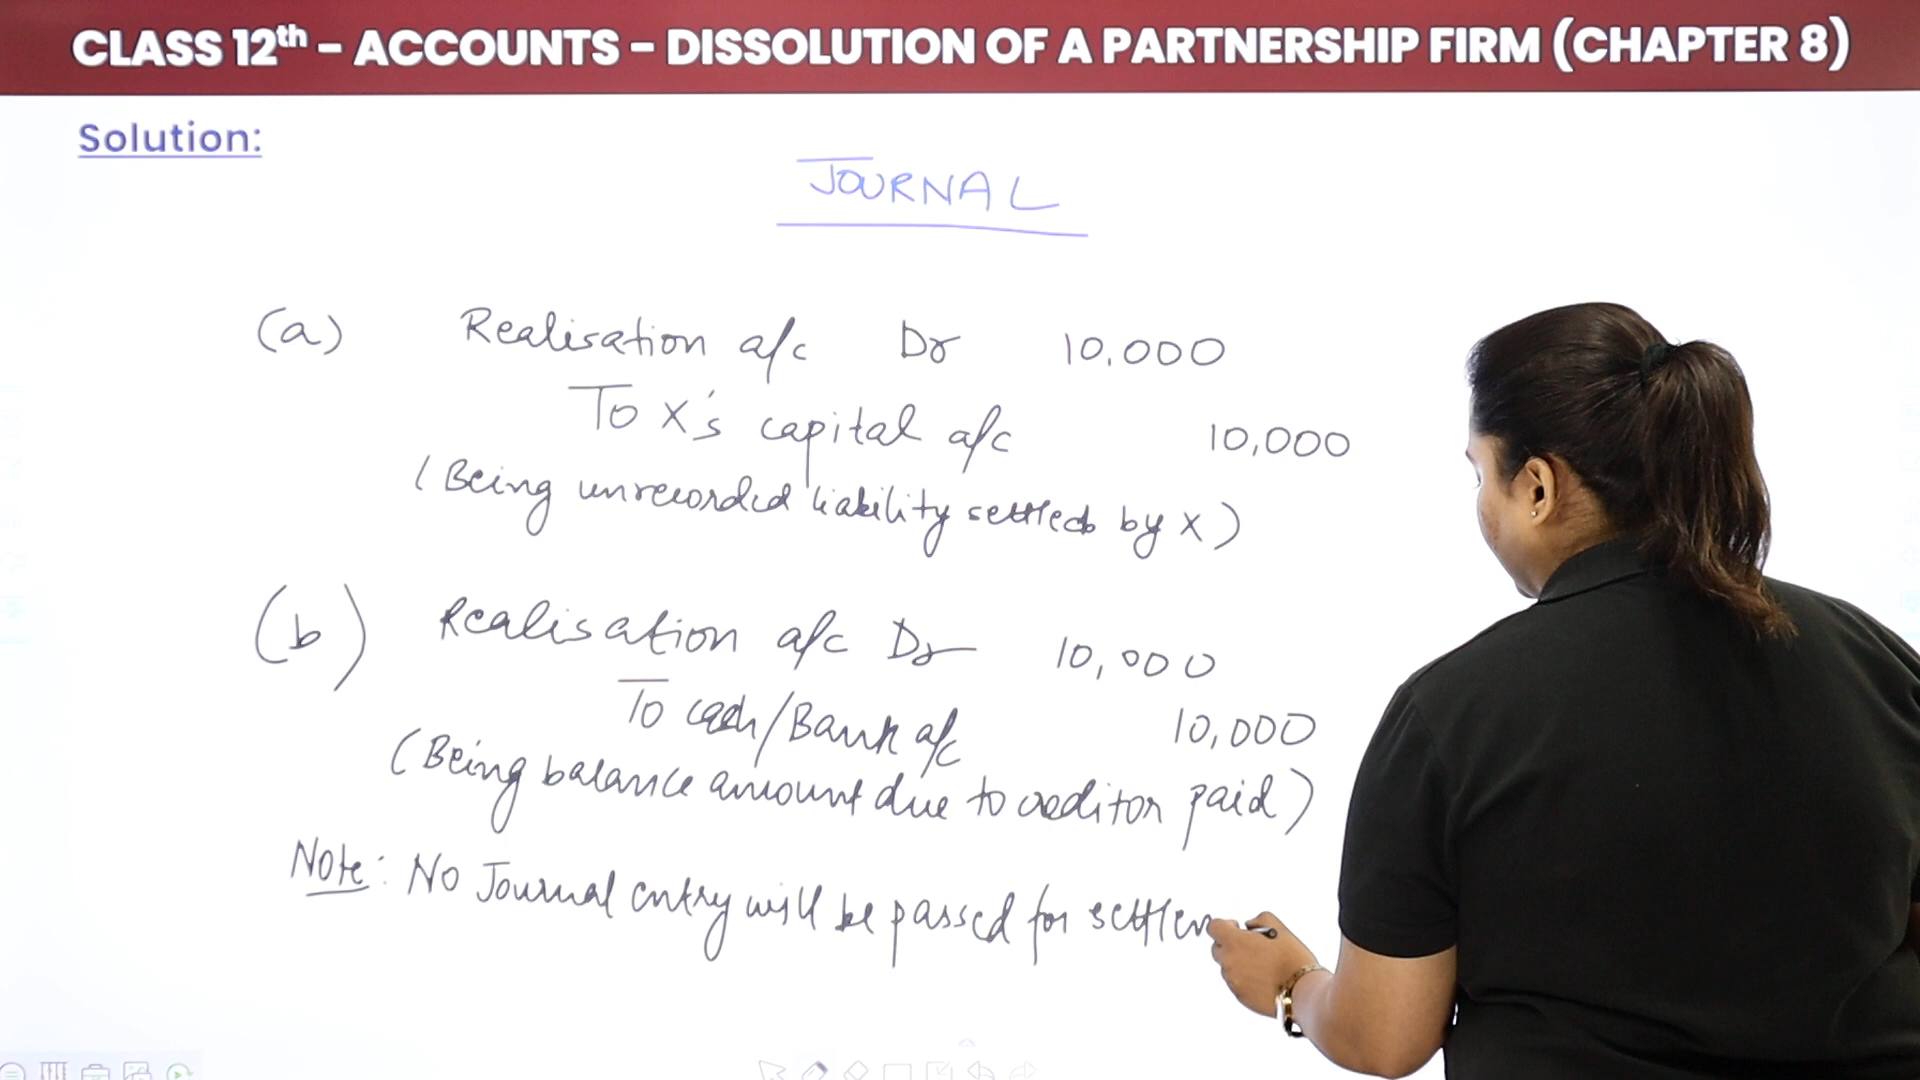 CLASS 12th – ACCOUNTS – DISSOLUTION OF A PARTNERSHIP FIRM (CHAPTER 8)
Solution:
JOURNAL
(a) Realisation a/c Dr 10,000
To X's capital a/c 10,000
(Being unrecorded liability settled by X)
(b) Realisation a/c Dr 10,000
To cash/Bank a/c 10,000
(Being balance amount due to creditor paid)
Note: No Journal entry will be passed for settlem